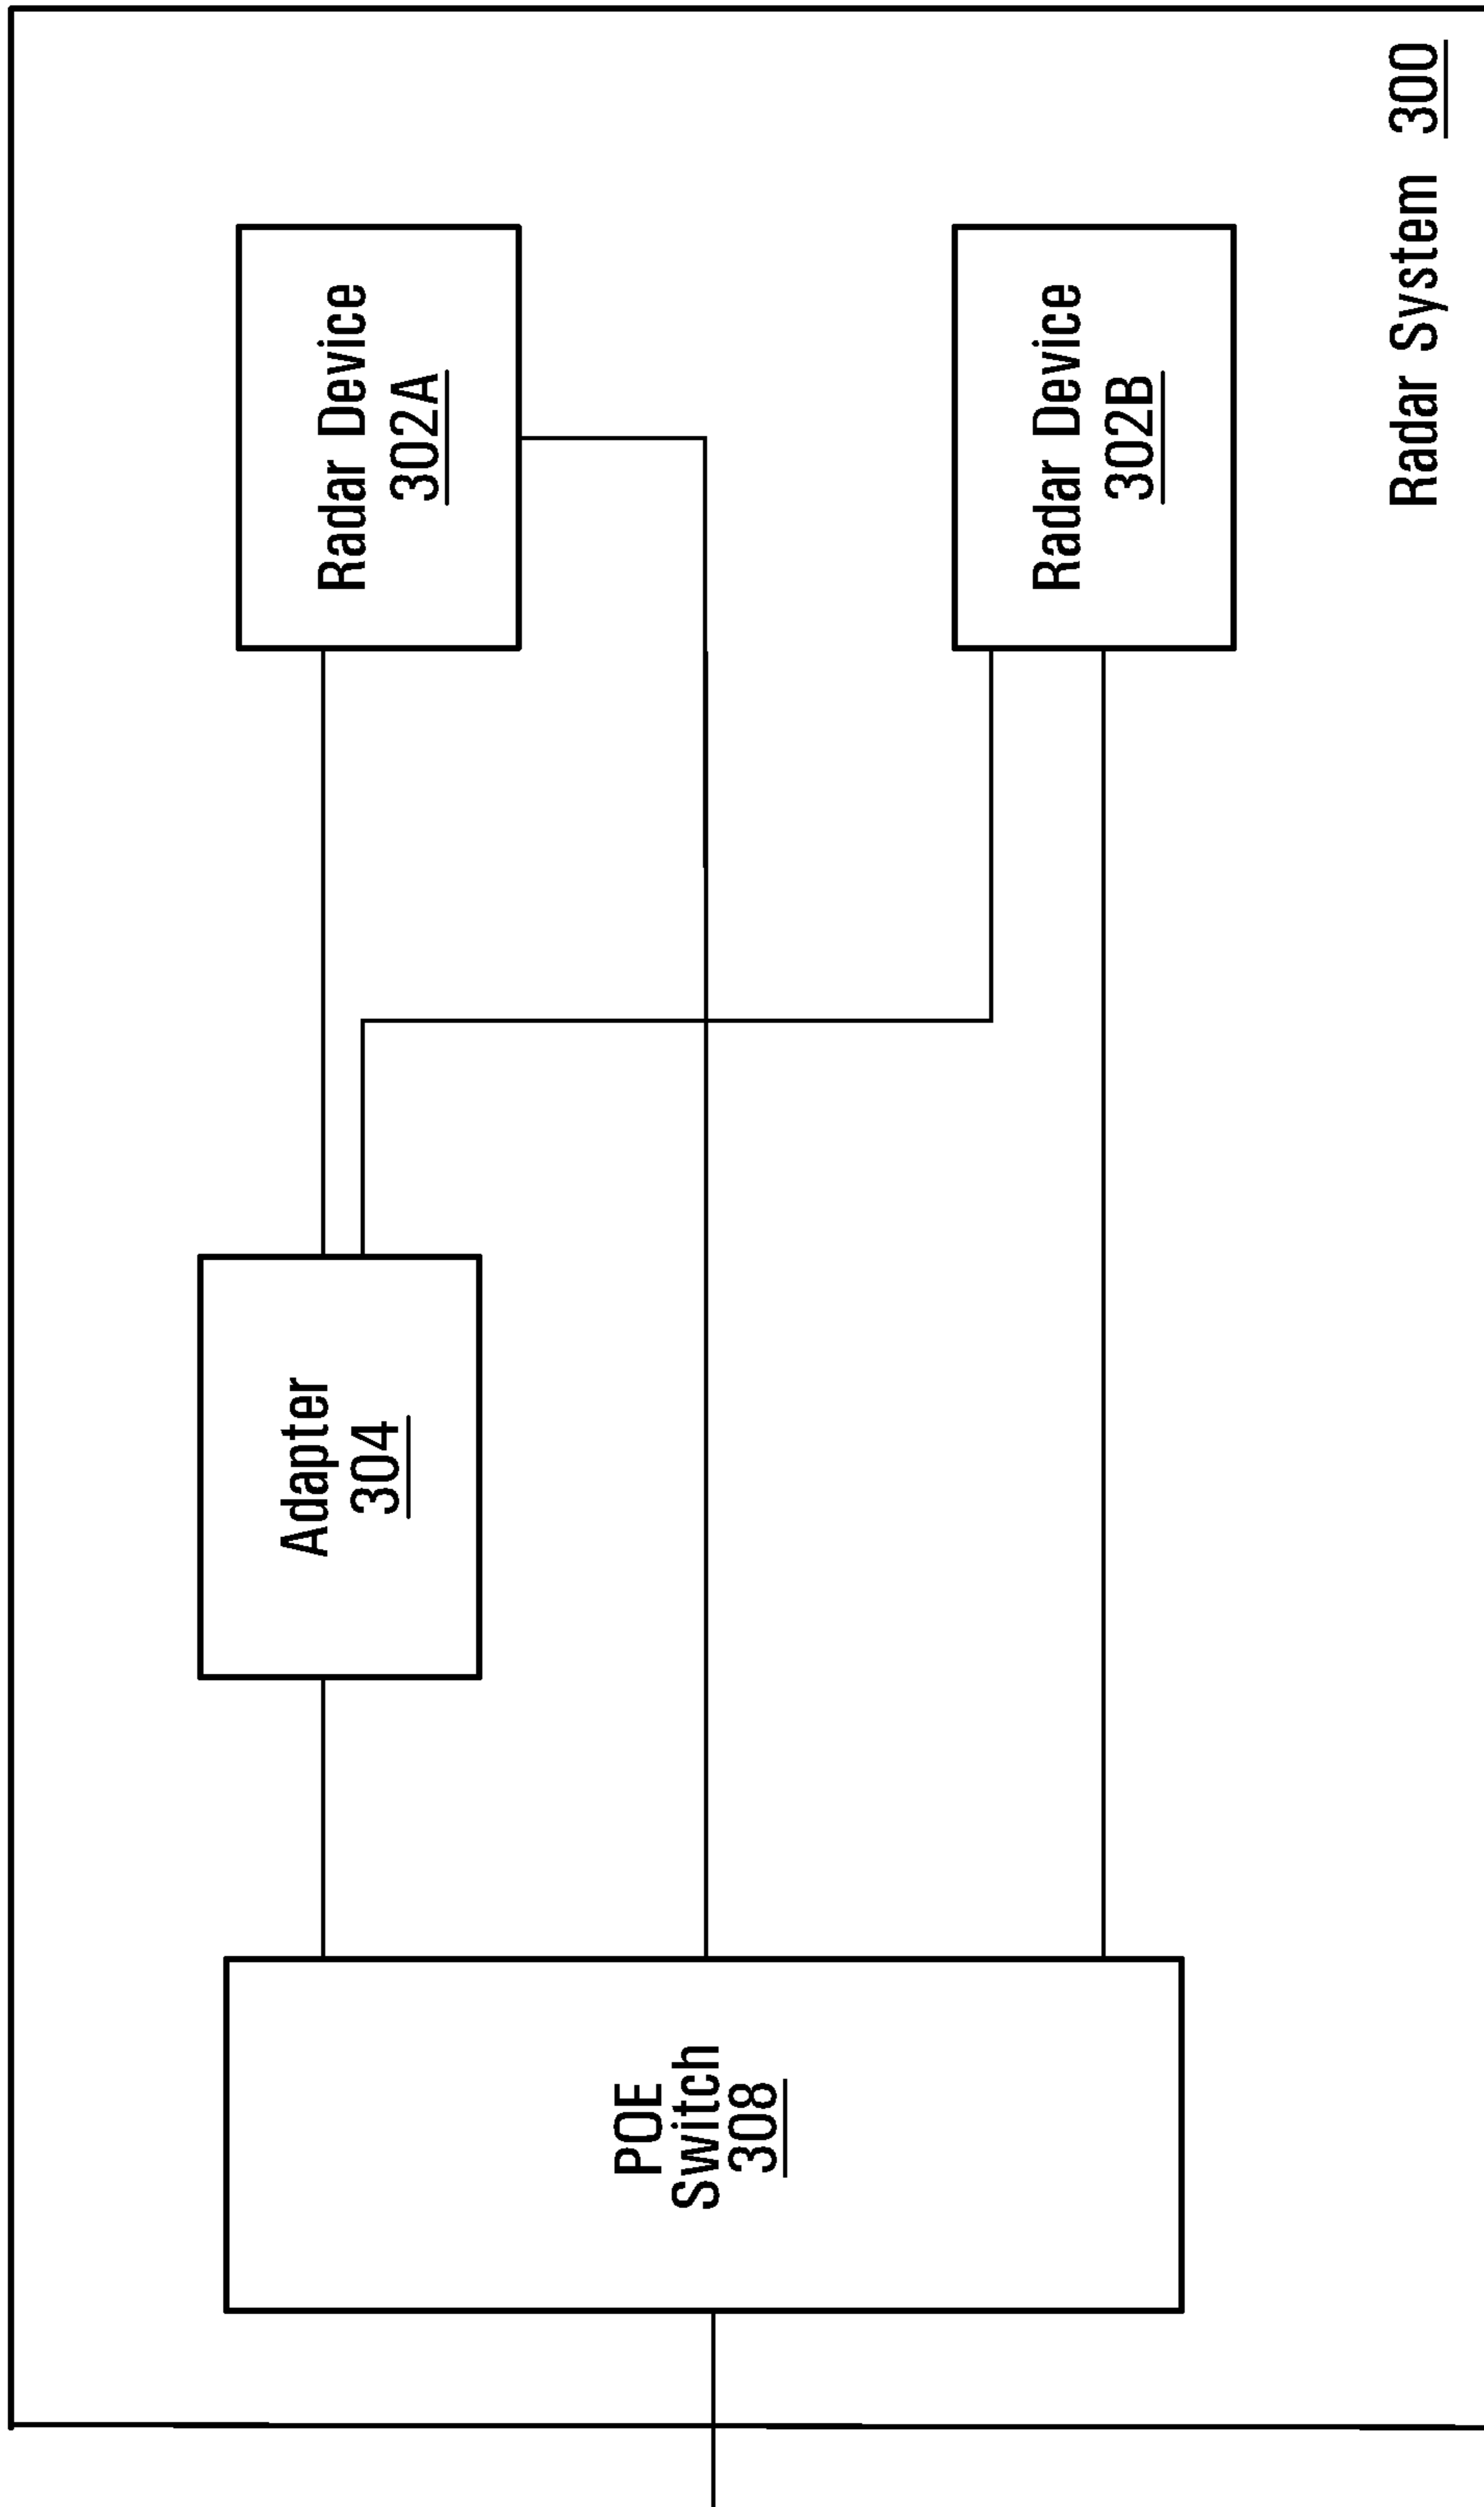 Radar Device
302A
Adapter
304
POE
Switch
308
Radar Device
302B
Radar System 300